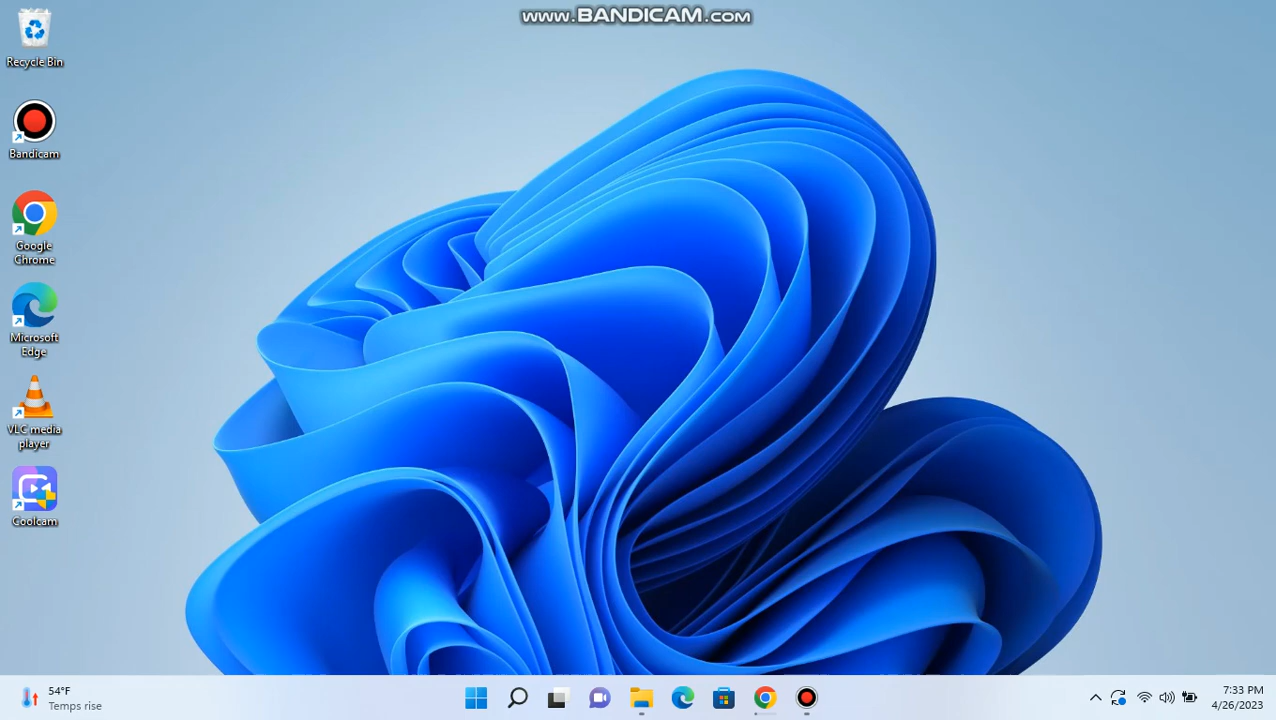 www.BANDICAM.com
Recycle Bin
Bandicam
Google
Chrome
Microsoft
Edge
VLC media
player
Coolcam
54°F
Temps rise
7:33 PM
4/26/2023